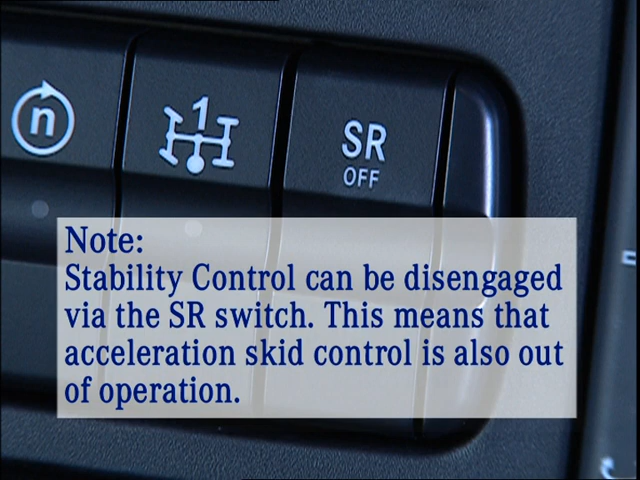 n
1
SR
OFF
Note:
Stability Control can be disengaged
via the SR switch. This means that
acceleration skid control is also out
of operation.